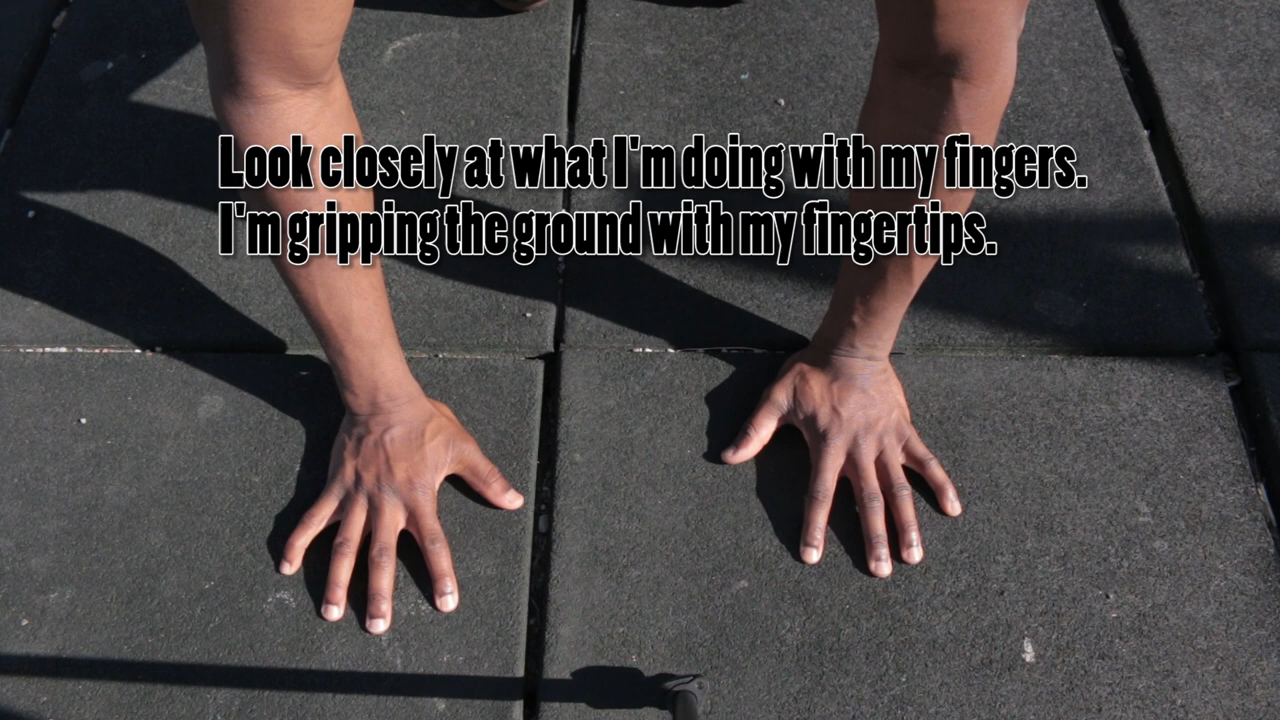 Look closely at what I'm doing with my fingers.
I'm gripping the ground with my fingertips.